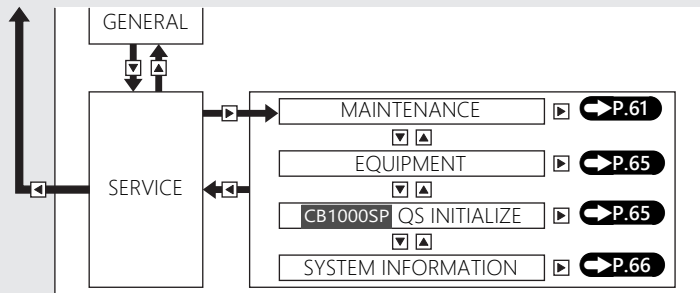 GENERAL
MAINTENANCE P.61
EQUIPMENT P.65
SERVICE
CB1000SP QS INITIALIZE P.65
SYSTEM INFORMATION P.66